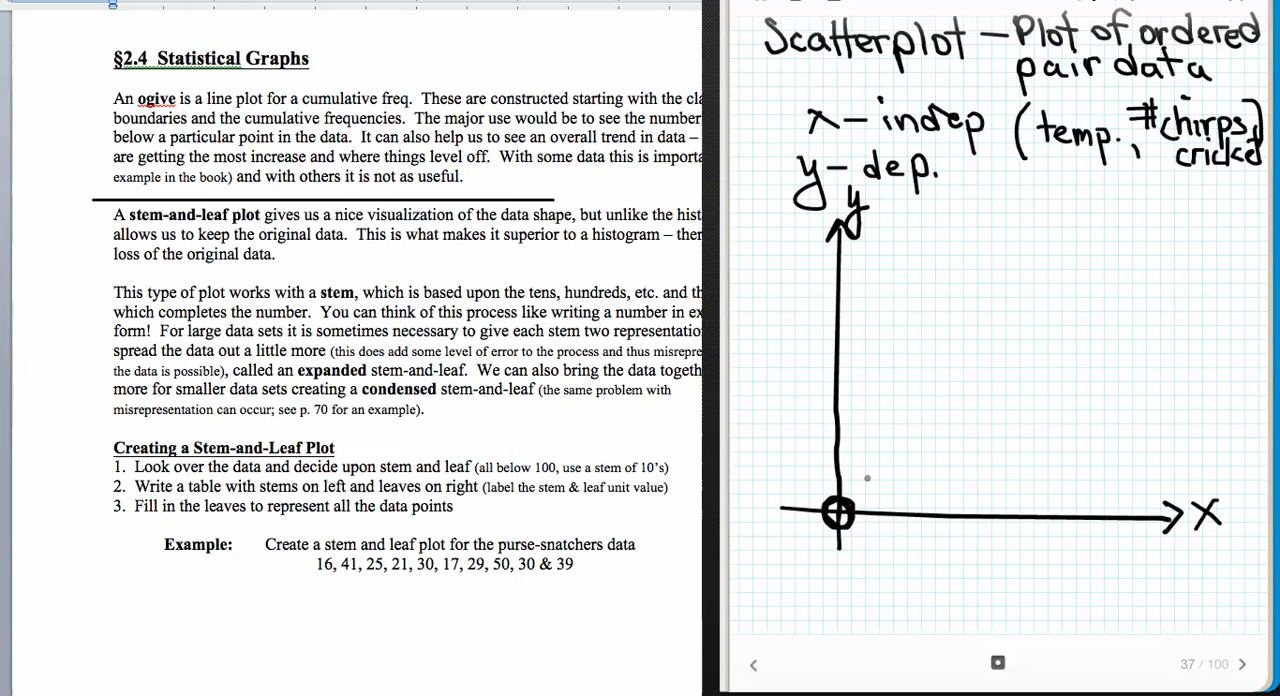 §2.4 Statistical Graphs
An ogive is a line plot for a cumulative freq. These are constructed starting with the cla
boundaries and the cumulative frequencies. The major use would be to see the number
below a particular point in the data. It can also help us to see an overall trend in data –
are getting the most increase and where things level off. With some data this is importa
example in the book) and with others it is not as useful.
A stem-and-leaf plot gives us a nice visualization of the data shape, but unlike the hist
allows us to keep the original data. This is what makes it superior to a histogram – ther
loss of the original data.
This type of plot works with a stem, which is based upon the tens, hundreds, etc. and th
which completes the number. You can think of this process like writing a number in ex
form! For large data sets it is sometimes necessary to give each stem two representatio
spread the data out a little more (this does add some level of error to the process and thus misrepre
the data is possible), called an expanded stem-and-leaf. We can also bring the data togeth
more for smaller data sets creating a condensed stem-and-leaf (the same problem with
misrepresentation can occur; see p. 70 for an example).
Creating a Stem-and-Leaf Plot
1. Look over the data and decide upon stem and leaf (all below 100, use a stem of 10's)
2. Write a table with stems on left and leaves on right (label the stem & leaf unit value)
3. Fill in the leaves to represent all the data points
Example: Create a stem and leaf plot for the purse-snatchers data
16, 41, 25, 21, 30, 17, 29, 50, 30 & 39
Scatterplot – Plot of ordered
pair data
x – indep (temp., #chirps)
cricket
y – dep.
y
x
37 / 100